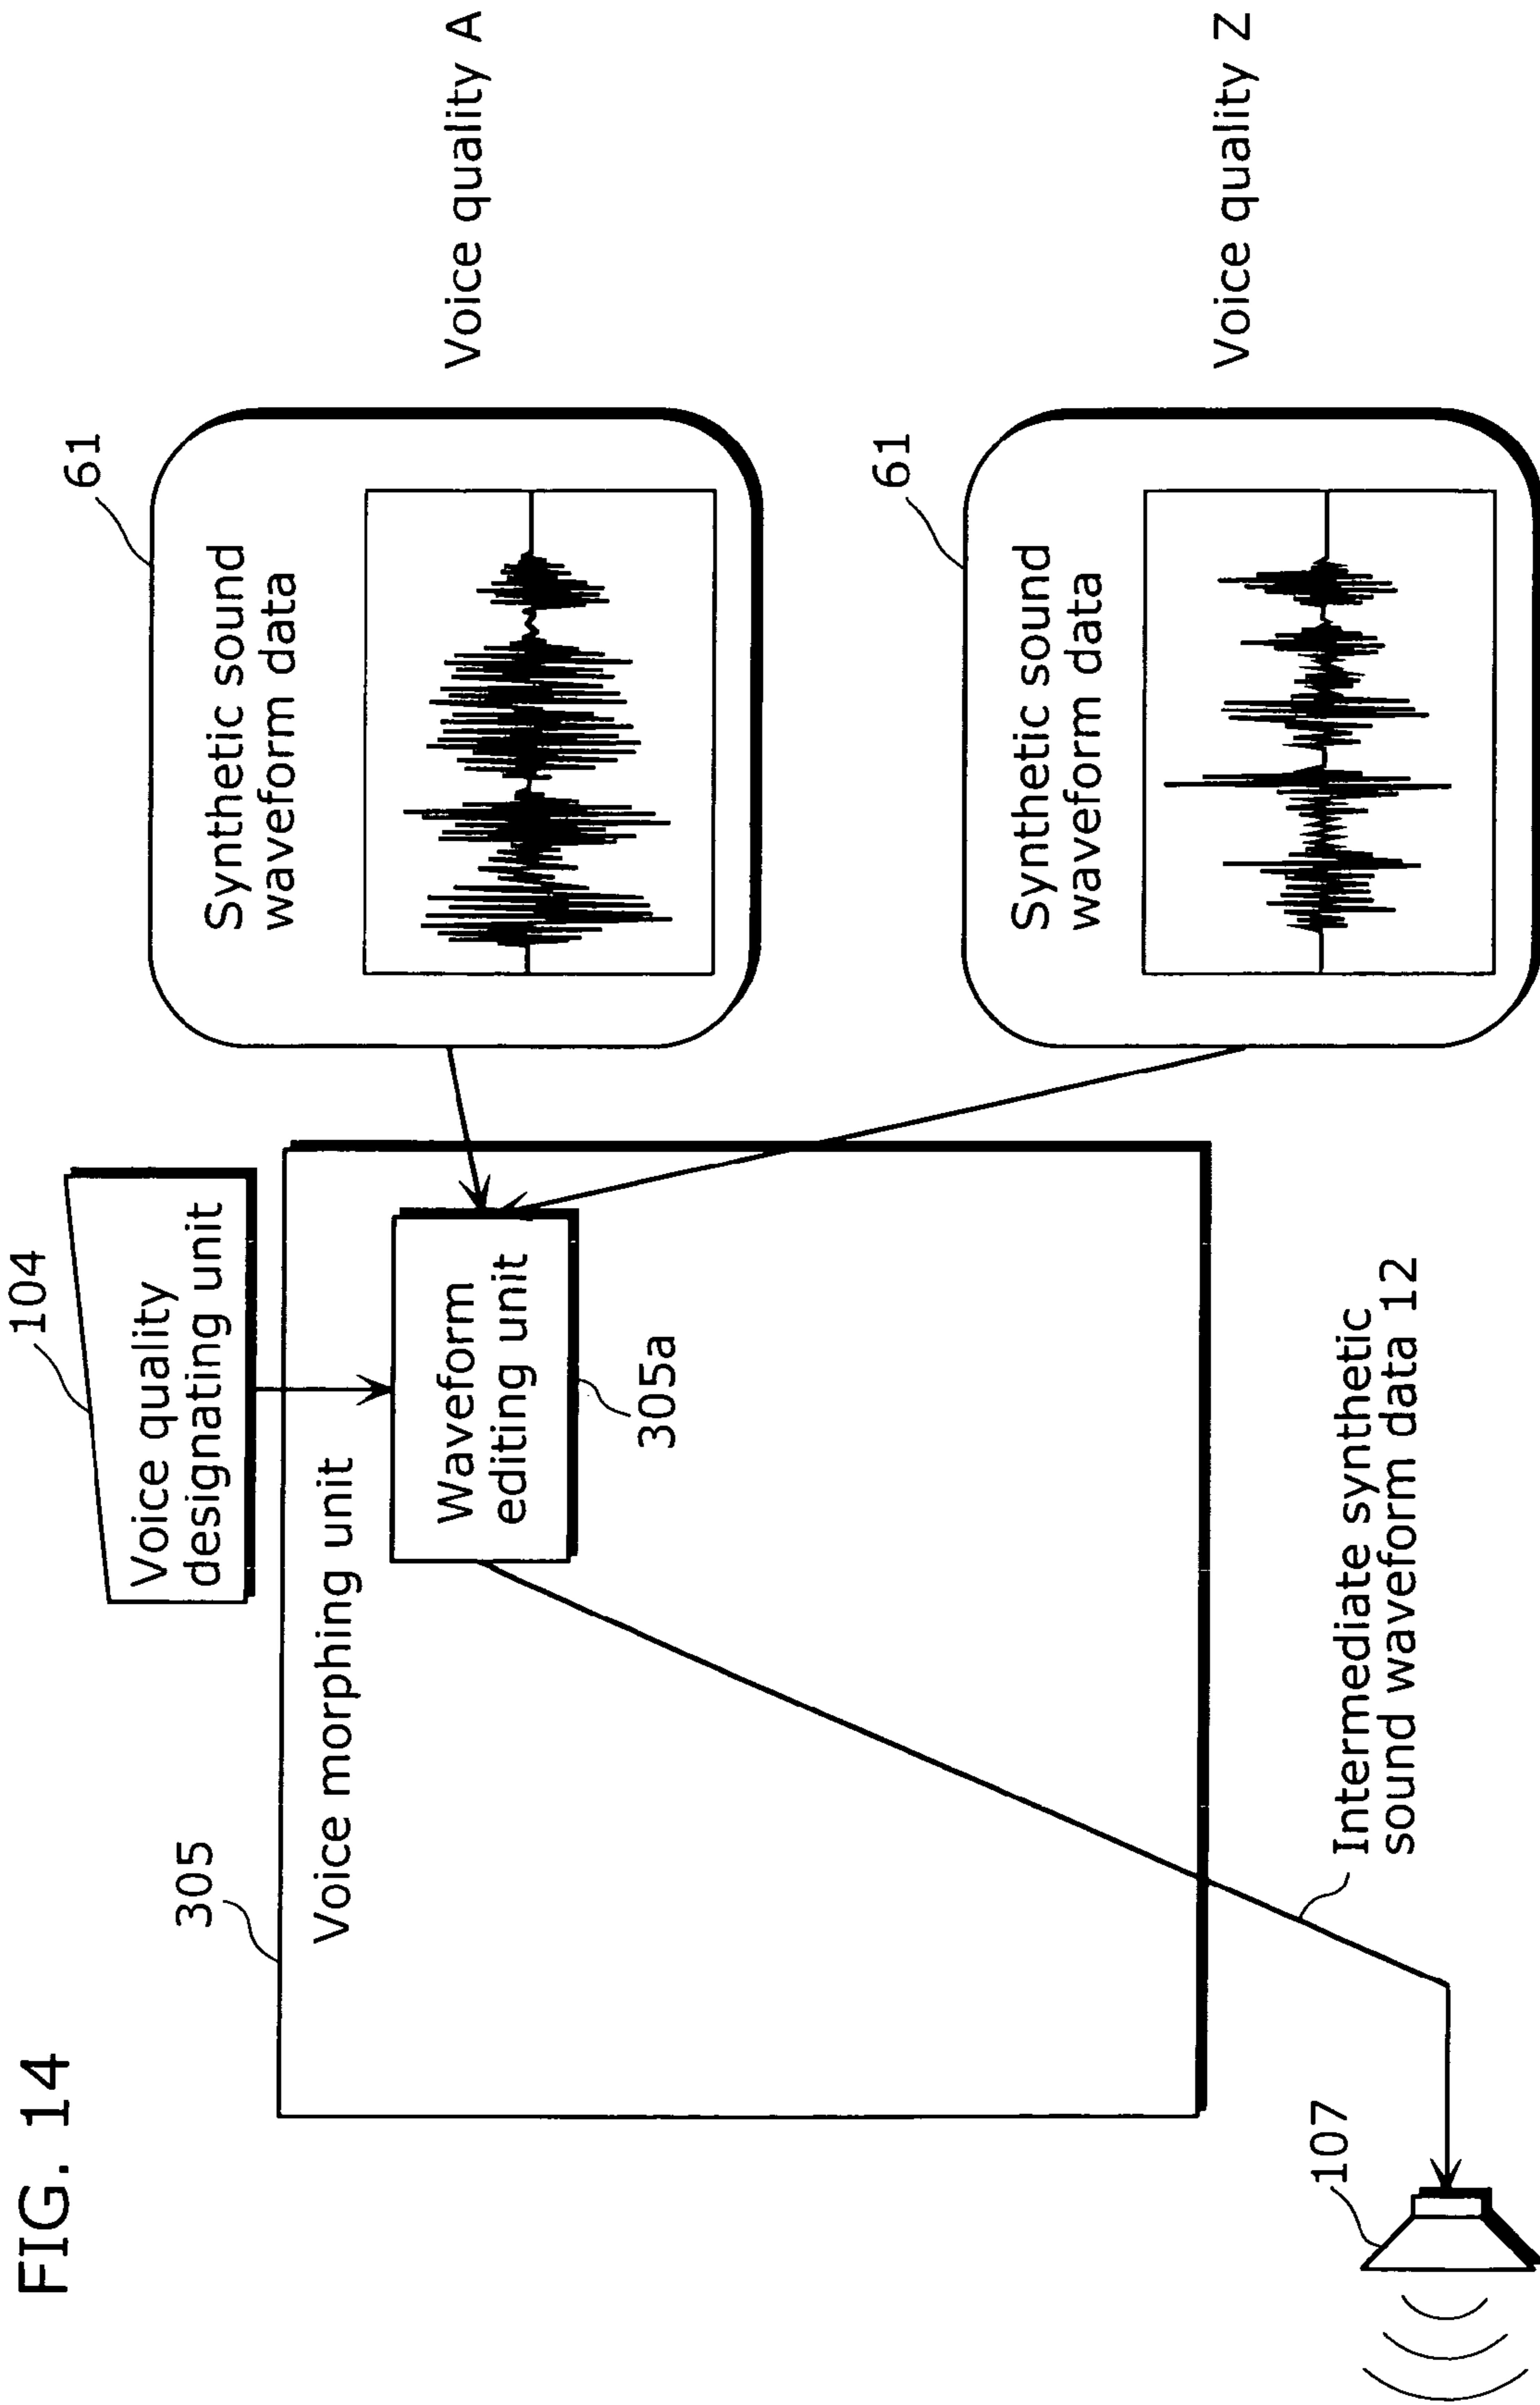 FIG. 14
104
Voice quality
designating unit
305
Voice morphing unit
Waveform
editing unit
305a
61
Synthetic sound
waveform data
Voice quality A
61
Synthetic sound
waveform data
Voice quality Z
107
Intermediate synthetic
sound waveform data 12